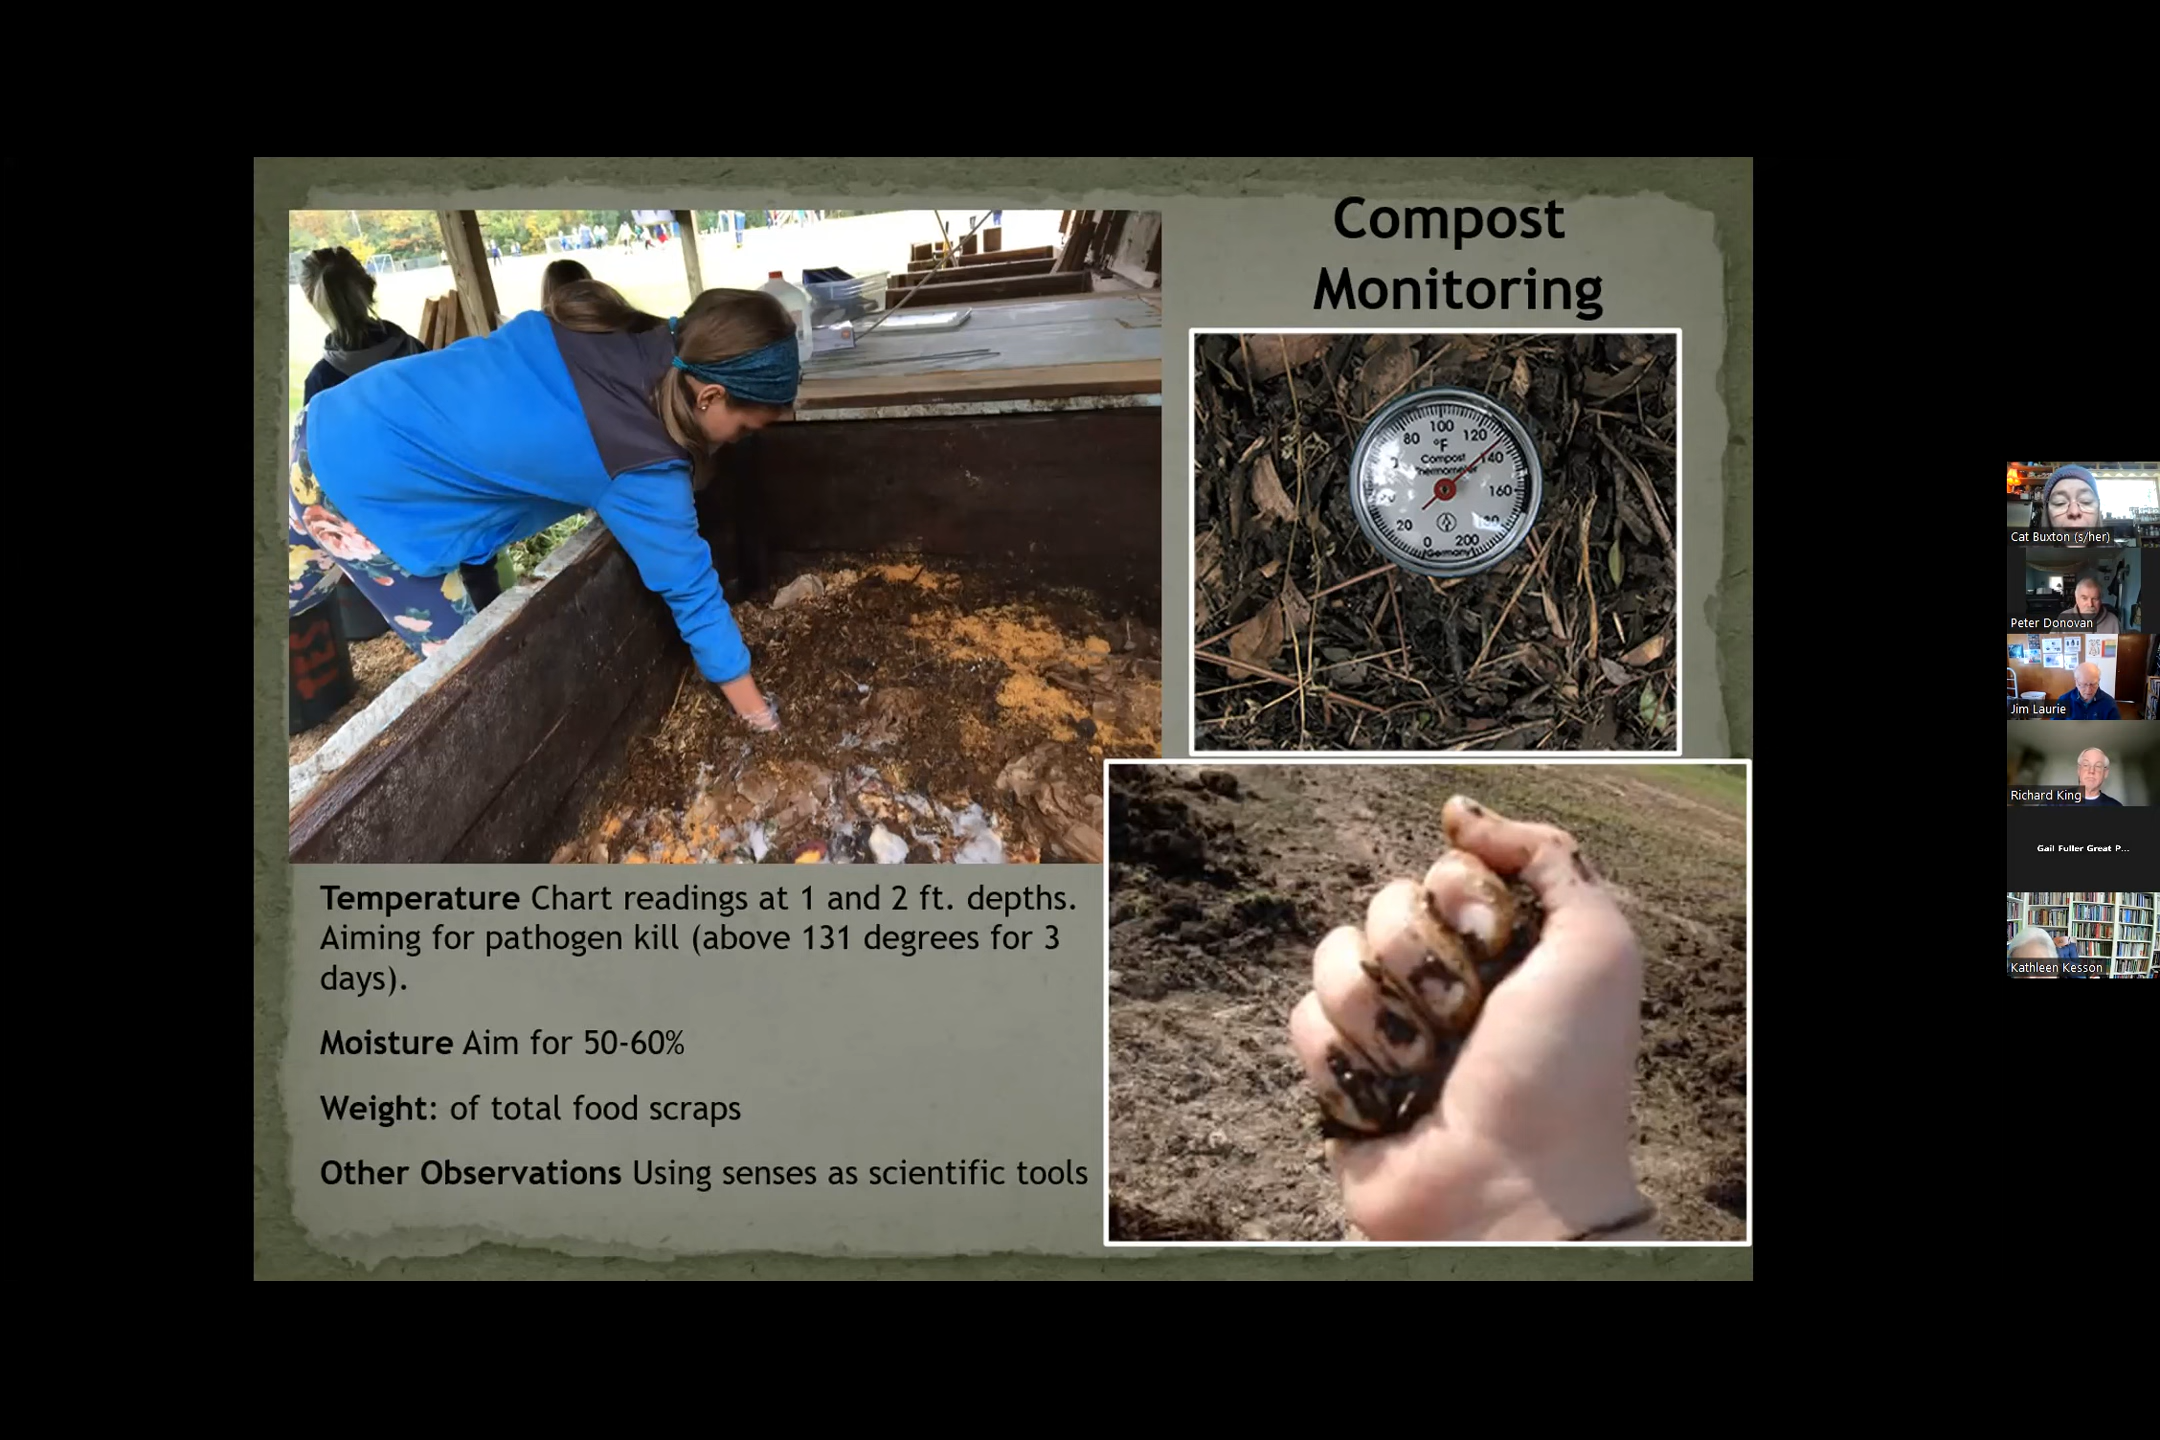 Compost
Monitoring
80
100
120
°F
140
Compost
Thermometer
160
20
0
200
Germany
Temperature Chart readings at 1 and 2 ft. depths.
Aiming for pathogen kill (above 131 degrees for 3
days).
Moisture Aim for 50-60%
Weight: of total food scraps
Other Observations Using senses as scientific tools
Cat Buxton (s/her)
Peter Donovan
Jim Laurie
Richard King
Gail Fuller Great P...
Kathleen Kesson